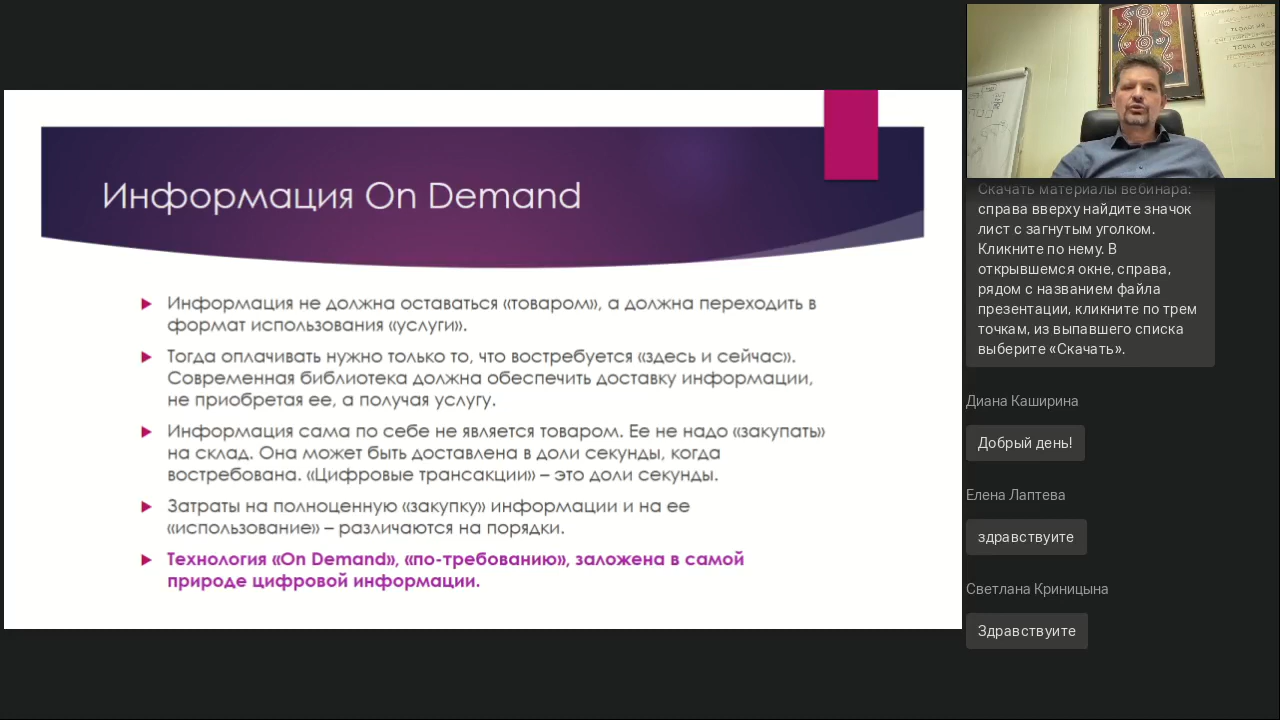 Информация On Demand
Информация не должна оставаться «товаром», а должна переходить в
формат использования «услуги».
Тогда оплачивать нужно только то, что востребуется «здесь и сейчас».
Современная библиотека должна обеспечить доставку информации,
не приобретая ее, а получая услугу.
Информация сама по себе не является товаром. Ее не надо «закупать»
на склад. Она может быть доставлена в доли секунды, когда
востребована. «Цифровые трансакции» – это доли секунды.
Затраты на полноценную «закупку» информации и на ее
«использование» – различаются на порядки.
Технология «On Demand», «по-требованию», заложена в самой
природе цифровой информации.
Скачать материалы вебинара:
справа вверху найдите значок
лист с загнутым уголком.
Кликните по нему. В
открывшемся окне, справа,
рядом с названием файла
презентации, кликните по трем
точкам, из выпавшего списка
выберите «Скачать».
Диана Каширина
Добрый день!
Елена Лаптева
здравствуите
Светлана Криницына
Здравствуите